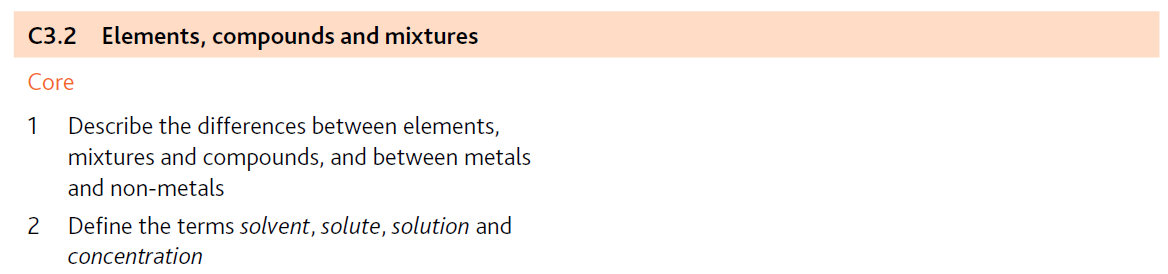 C3.2 Elements, compounds and mixtures
Core
1 Describe the differences between elements,
mixtures and compounds, and between metals
and non-metals
2 Define the terms solvent, solute, solution and
concentration